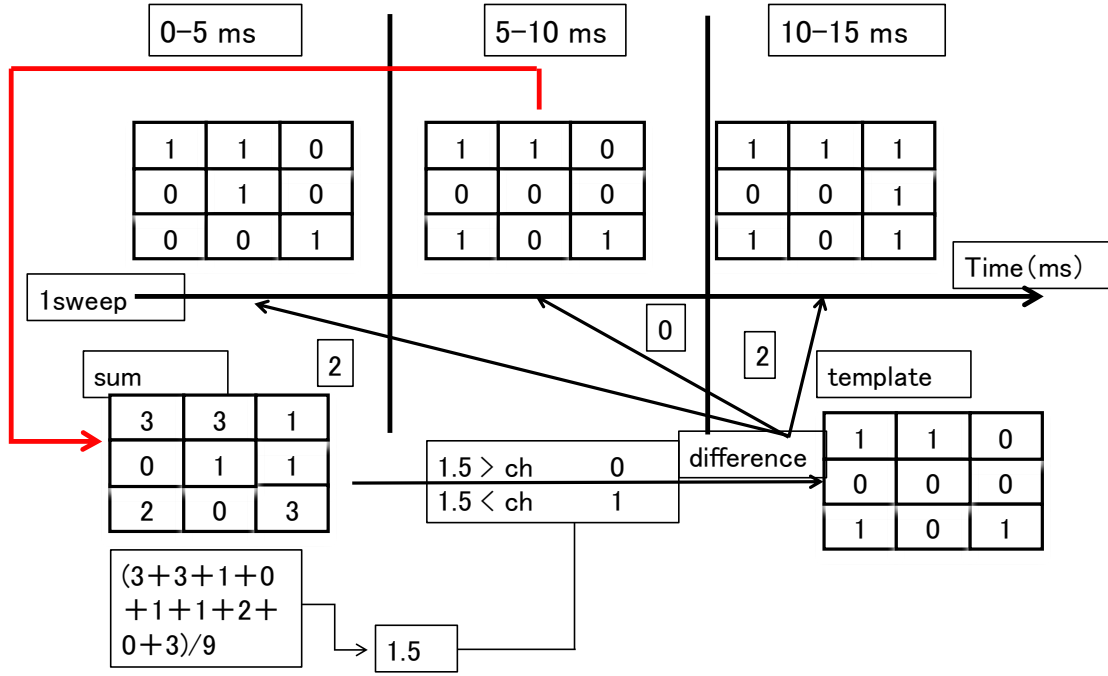 0−5 ms
5−10 ms
10−15 ms
1 1 0
0 1 0
0 0 1
1 1 0
0 0 0
1 0 1
1 1 1
0 0 1
1 0 1
Time(ms)
1sweep
0
2
2
sum
template
3 3 1
0 1 1
2 0 3
1.5 > ch 0
1.5 < ch 1
difference
1 1 0
0 0 0
1 0 1
(3+3+1+0
+1+1+2+
0+3)/9
1.5